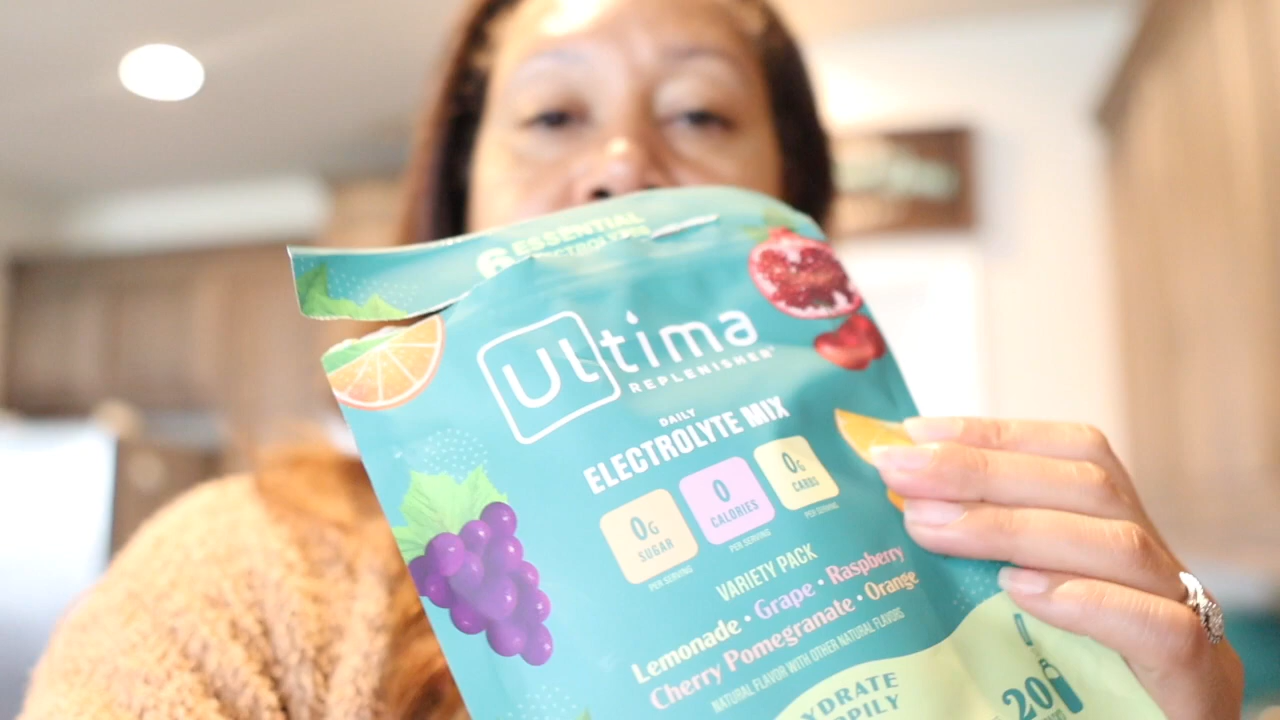 6 ESSENTIAL
ELECTROLYTES
Ultima
REPLENISHER
DAILY
ELECTROLYTE MIX
0G SUGAR
PER SERVING
0 CALORIES
PER SERVING
0G CARBS
PER SERVING
VARIETY PACK
Lemonade • Grape • Raspberry
Cherry Pomegranate • Orange
NATURAL FLAVOR WITH OTHER NATURAL FLAVORS
20